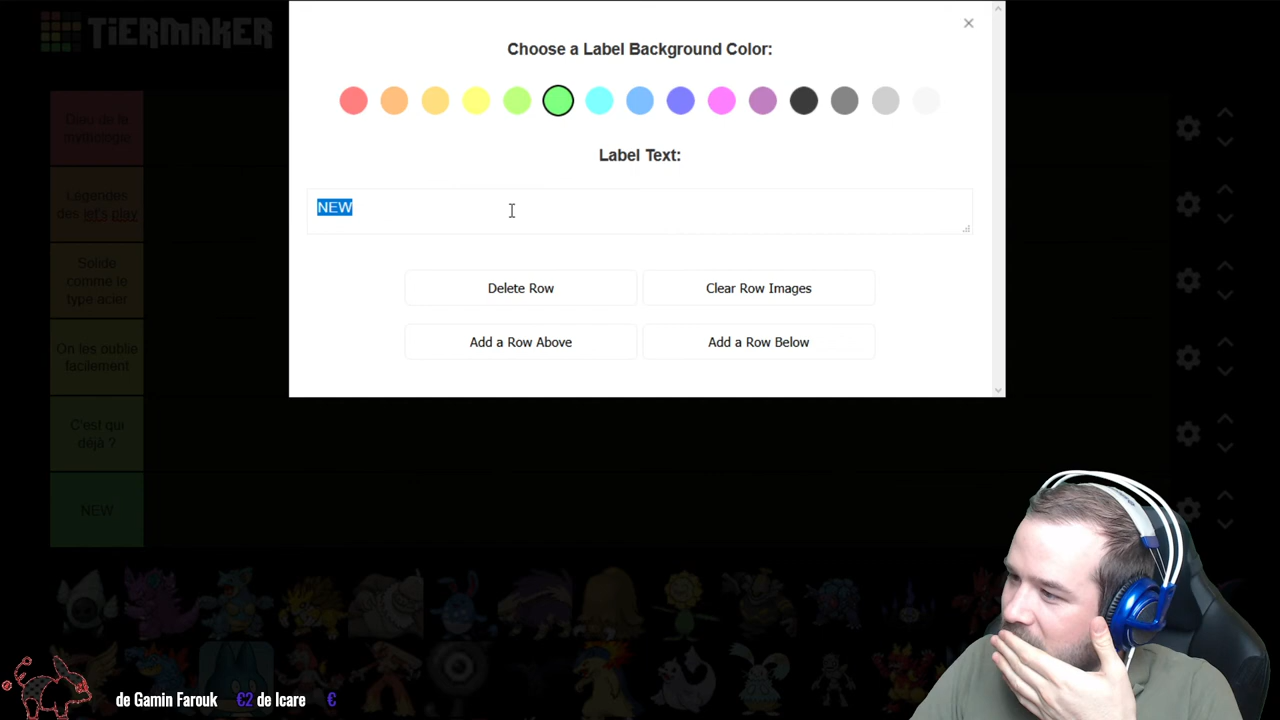 TiERMAKER
Choose a Label Background Color:
Label Text:
NEW
Delete Row
Clear Row Images
Add a Row Above
Add a Row Below
Dieu de la
mythologie
Légendes
des let's play
Solide
comme le
type acier
On les oublie
facilement
C'est qui
déjà ?
NEW
de Gamin Farouk €2 de Icare €